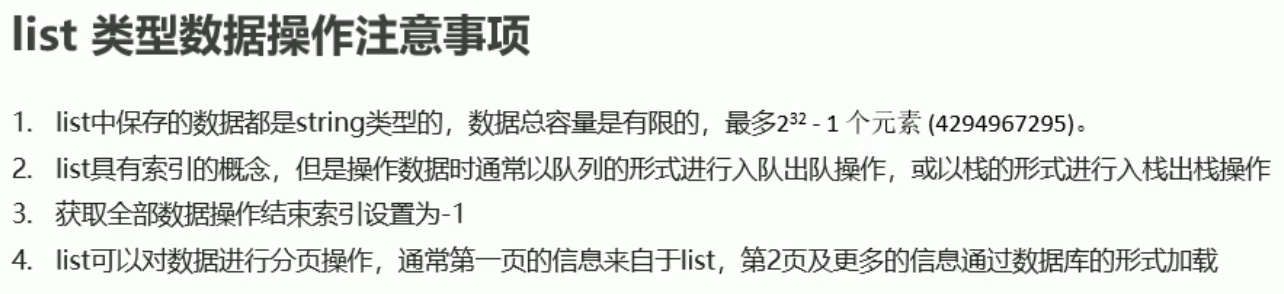 list 类型数据操作注意事项
1. list中保存的数据都是string类型的，数据总容量是有限的，最多2³² - 1 个元素 (4294967295)。
2. list具有索引的概念，但是操作数据时通常以队列的形式进行入队出队操作，或以栈的形式进行入栈出栈操作
3. 获取全部数据操作结束索引设置为-1
4. list可以对数据进行分页操作，通常第一页的信息来自于list，第2页及更多的信息通过数据库的形式加载